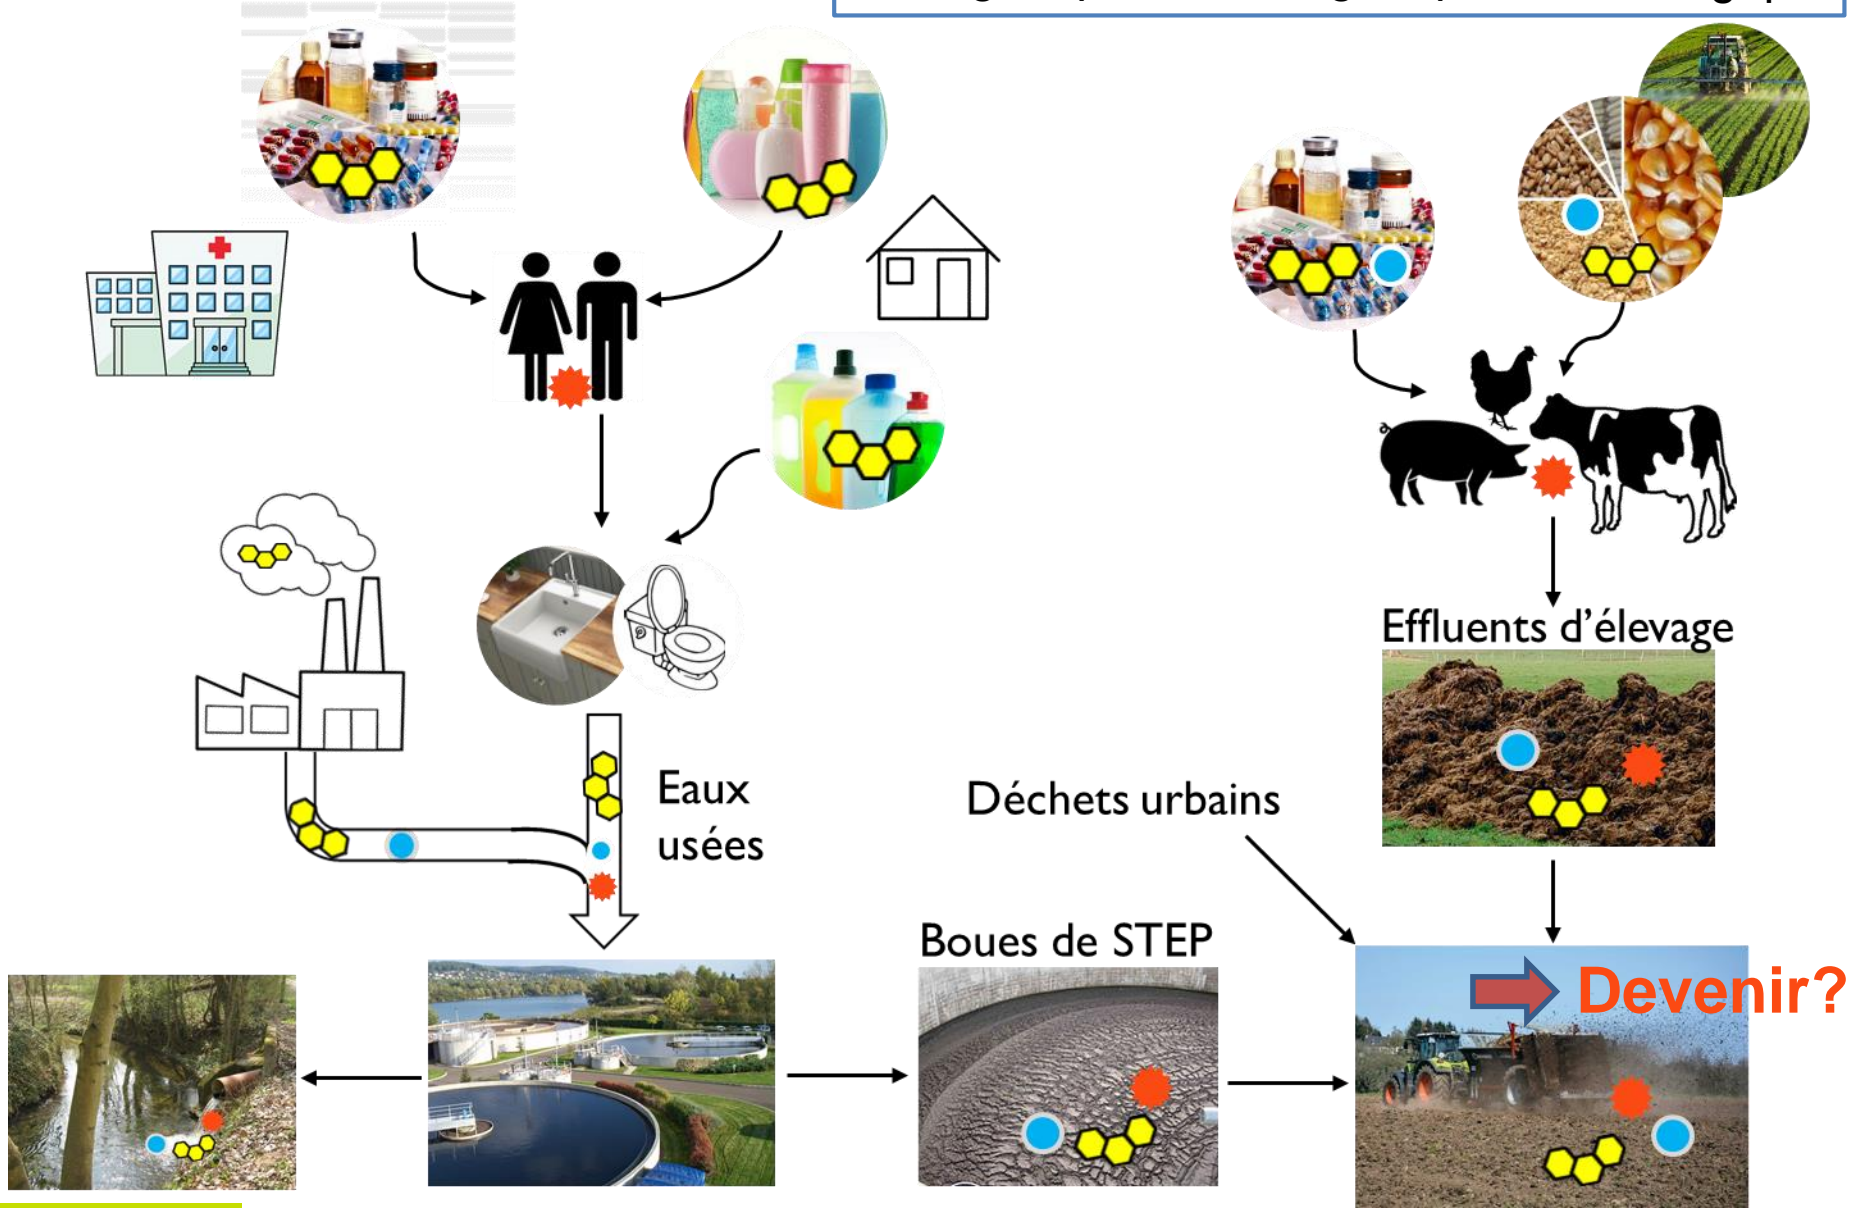 Effluents d'élevage
Eaux
usées
Déchets urbains
Boues de STEP
Devenir?